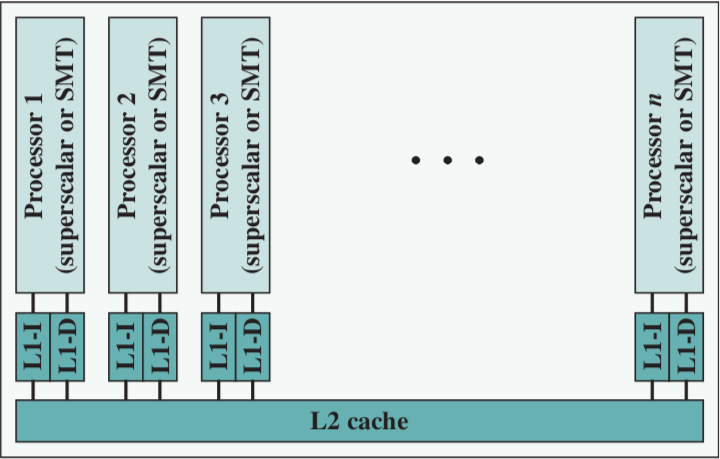 Processor 1
(superscalar or SMT)
Processor 2
(superscalar or SMT)
Processor 3
(superscalar or SMT)
• • •
Processor n
(superscalar or SMT)
L1-I
L1-D
L1-I
L1-D
L1-I
L1-D
L1-I
L1-D
L2 cache